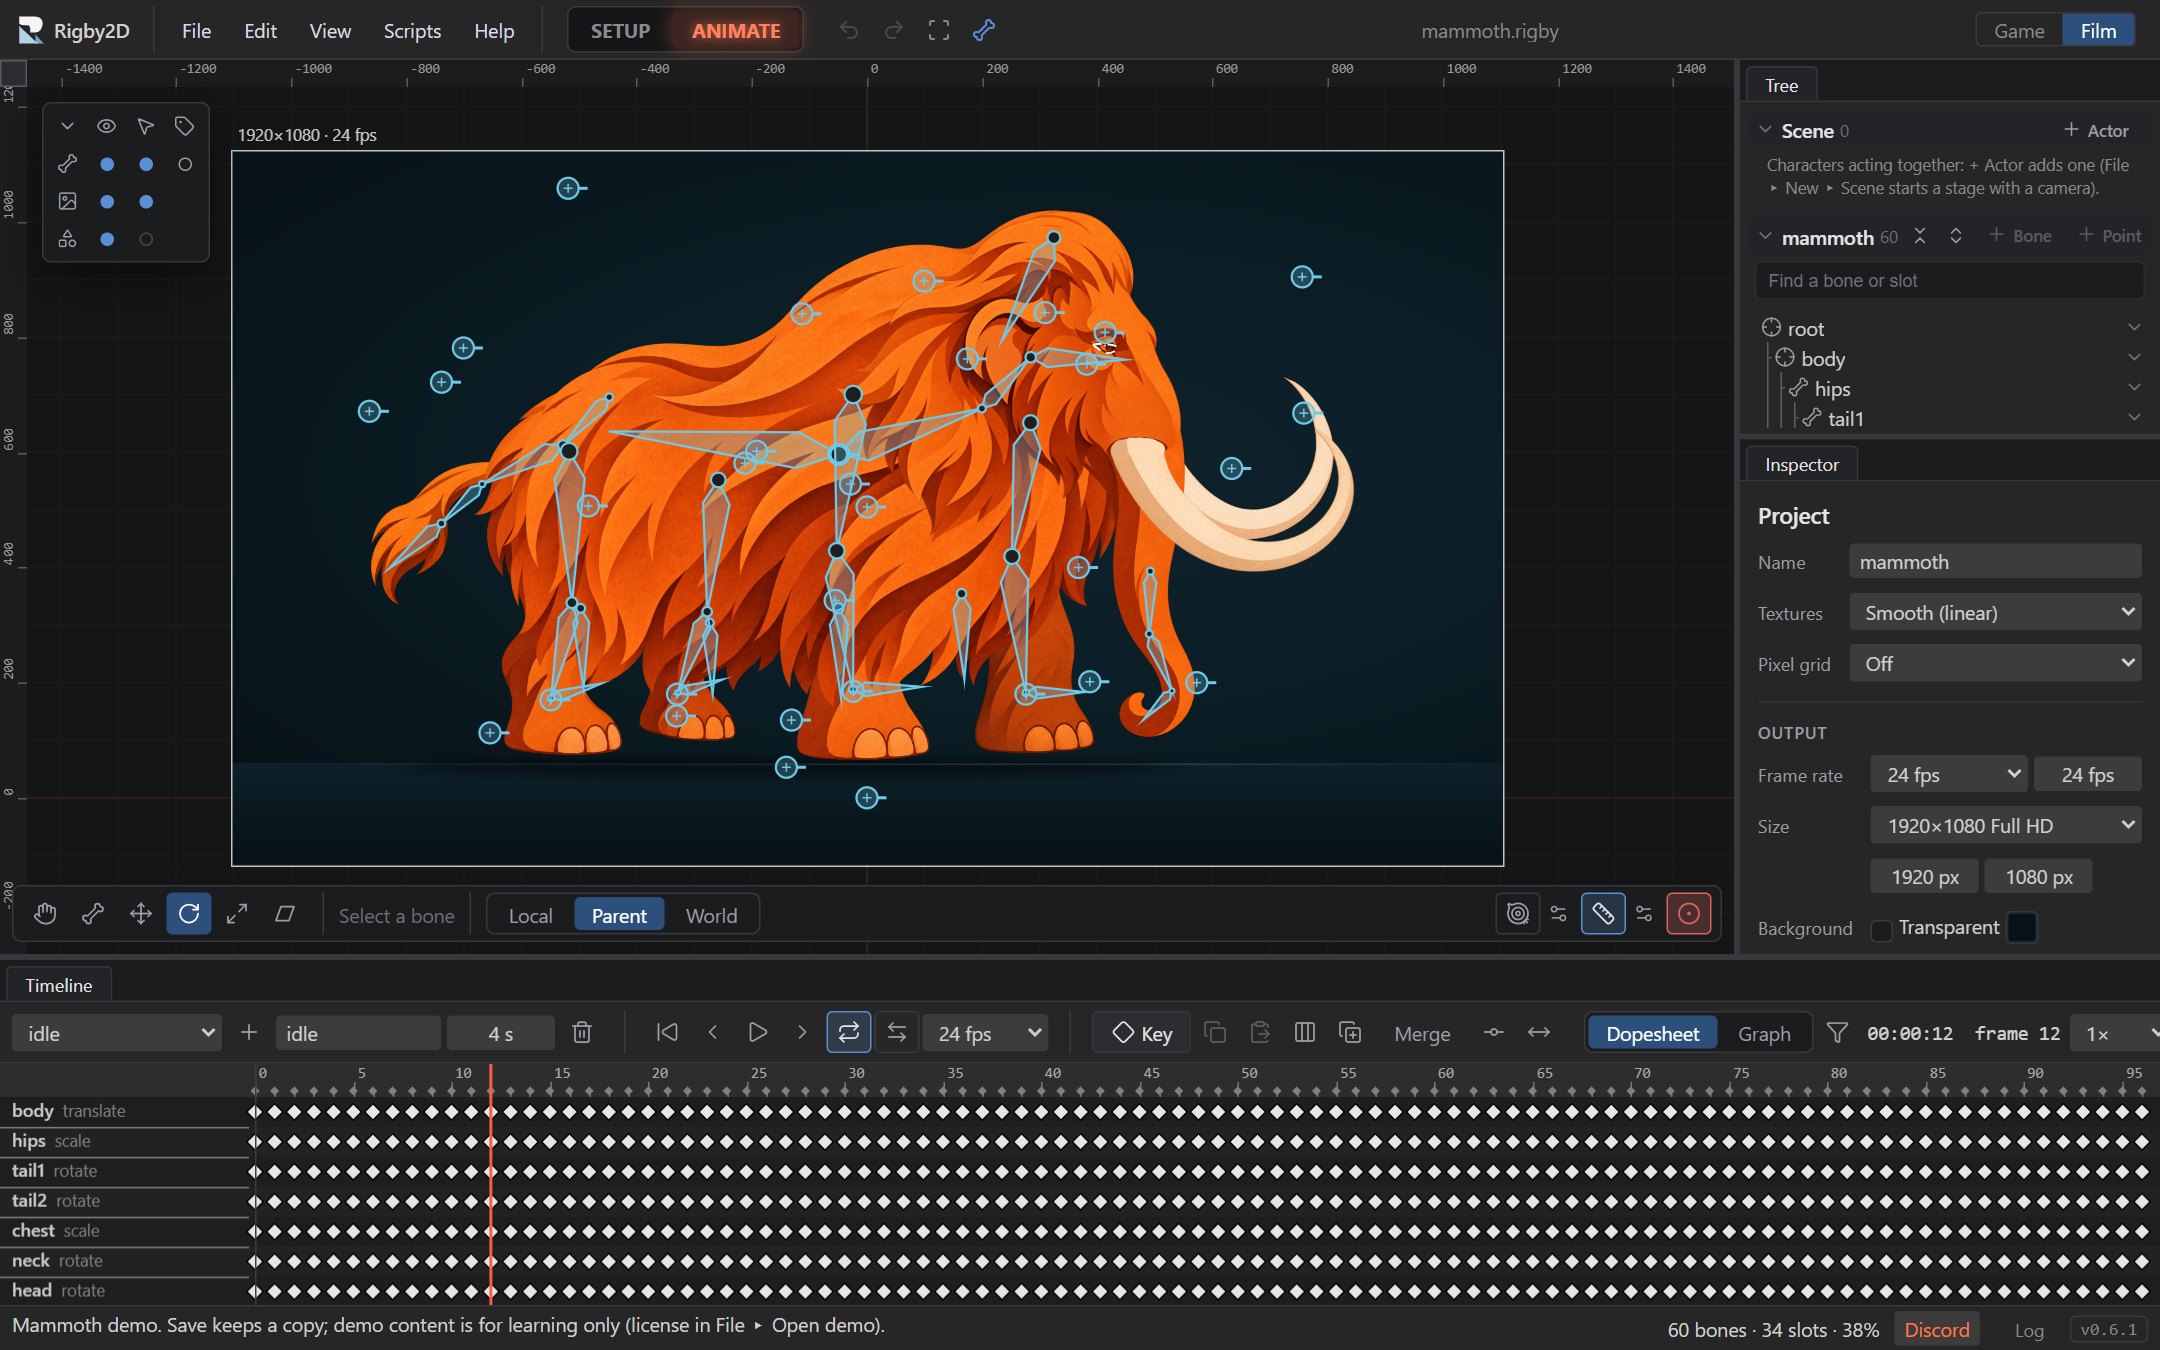 Rigby2D File Edit View Scripts Help SETUP ANIMATE mammoth.rigby Game Film
-1400 -1200 -1000 -800 -600 -400 -200 0 200 400 600 800 1000 1200 1400
1920×1080 · 24 fps
1000
800
600
400
200
0
-200
Tree
Scene 0 + Actor
Characters acting together: + Actor adds one (File
▸ New ▸ Scene starts a stage with a camera).
mammoth 60 + Bone + Point
Find a bone or slot
root
body
hips
tail1
Inspector
Project
Name mammoth
Textures Smooth (linear)
Pixel grid Off
OUTPUT
Frame rate 24 fps 24 fps
Size 1920×1080 Full HD
1920 px 1080 px
Background Transparent
Select a bone Local Parent World
Timeline
idle + idle 4 s 24 fps Key Merge Dopesheet Graph 00:00:12 frame 12 1×
0 5 10 15 20 25 30 35 40 45 50 55 60 65 70 75 80 85 90 95
body translate
hips scale
tail1 rotate
tail2 rotate
chest scale
neck rotate
head rotate
Mammoth demo. Save keeps a copy; demo content is for learning only (license in File ▸ Open demo).
60 bones · 34 slots · 38% Discord Log v0.6.1